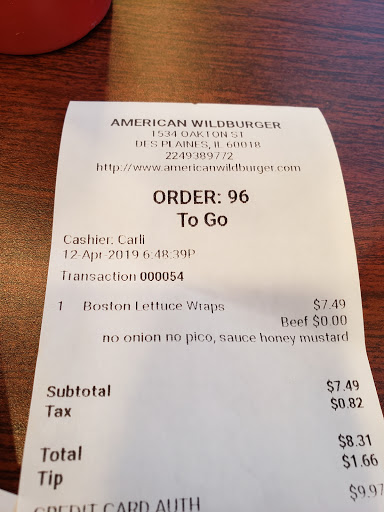 AMERICAN WILDBURGER
1534 OAKTON ST
DES PLAINES, IL 60018
2249389772
http://www.americanwildburger.com
ORDER: 96
To Go
Cashier: Carli
12-Apr-2019 6:48:39P
Transaction 000054
1 Boston Lettuce Wraps $7.49
Beef $0.00
no onion no pico, sauce honey mustard
Subtotal $7.49
Tax $0.82
Total $8.31
Tip $1.66
CREDIT CARD AUTH $9.97